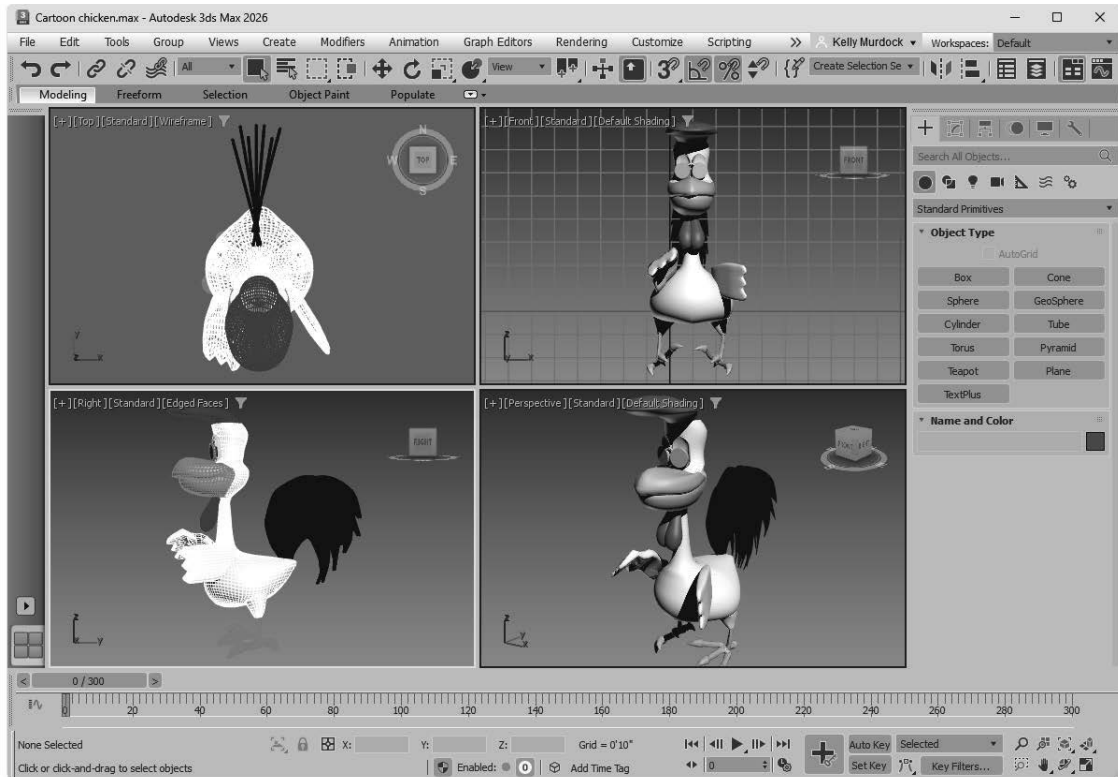 Cartoon chicken.max - Autodesk 3ds Max 2026
File Edit Tools Group Views Create Modifiers Animation Graph Editors Rendering Customize Scripting Kelly Murdock Workspaces: Default
All View Create Selection Se
Modeling Freeform Selection Object Paint Populate
[+][Top][Standard][Wireframe]
N
W TOP E
S
y
z x
[+][Front][Standard][Default Shading]
FRONT
z
x
[+][Right][Standard][Edged Faces]
RIGHT
z
x y
[+][Perspective][Standard][Default Shading]
z
y
x
Search All Objects...
Standard Primitives
Object Type
AutoGrid
Box Cone
Sphere GeoSphere
Cylinder Tube
Torus Pyramid
Teapot Plane
TextPlus
Name and Color
< 0 / 300 >
0 20 40 60 80 100 120 140 160 180 200 220 240 260 280 300
None Selected X: Y: Z: Grid = 0'10" Auto Key Selected
Click or click-and-drag to select objects Enabled: 0 Add Time Tag 0 Set Key Key Filters...